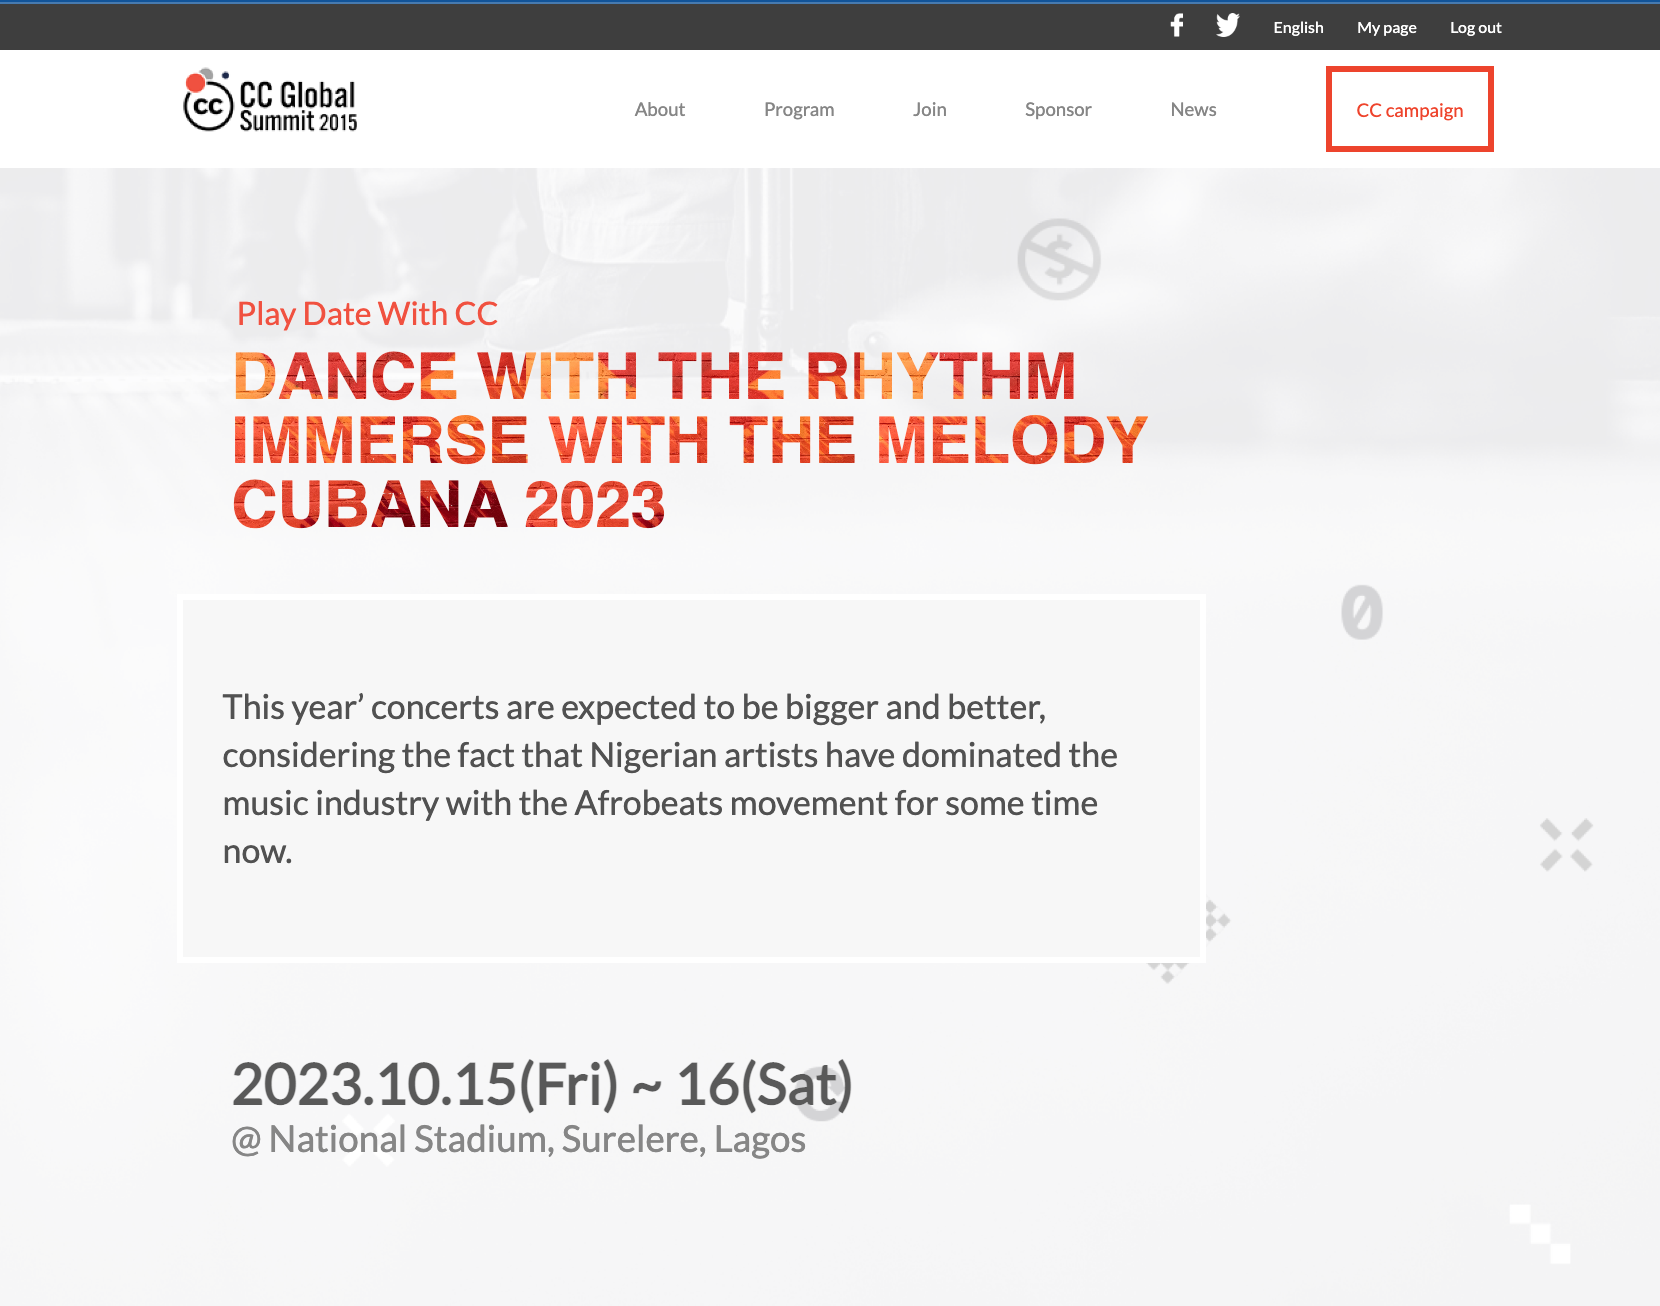 English
My page
Log out
CC Global
Summit 2015
cc
About
Program
Join
Sponsor
News
CC campaign
Play Date With CC
DANCE WITH THE RHYTHM
IMMERSE WITH THE MELODY
CUBANA 2023
This year’ concerts are expected to be bigger and better,
considering the fact that Nigerian artists have dominated the
music industry with the Afrobeats movement for some time
now.
2023.10.15(Fri) ~ 16(Sat)
@ National Stadium, Surelere, Lagos